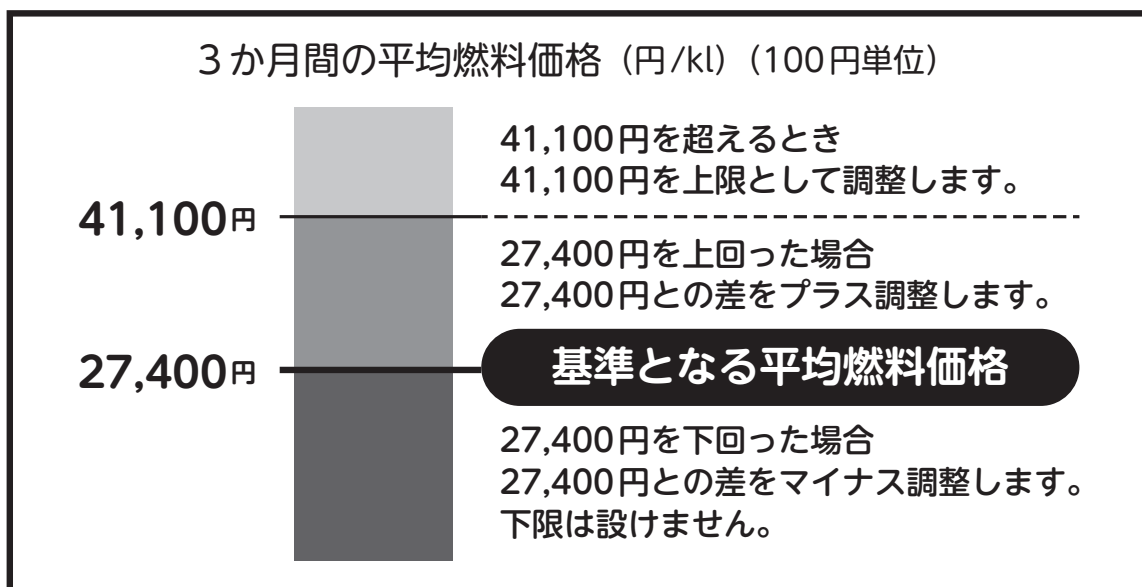 3か月間の平均燃料価格（円/kl）（100円単位）
41,100円を超えるとき
41,100円を上限として調整します。
41,100円
27,400円を上回った場合
27,400円との差をプラス調整します。
27,400円
基準となる平均燃料価格
27,400円を下回った場合
27,400円との差をマイナス調整します。
下限は設けません。